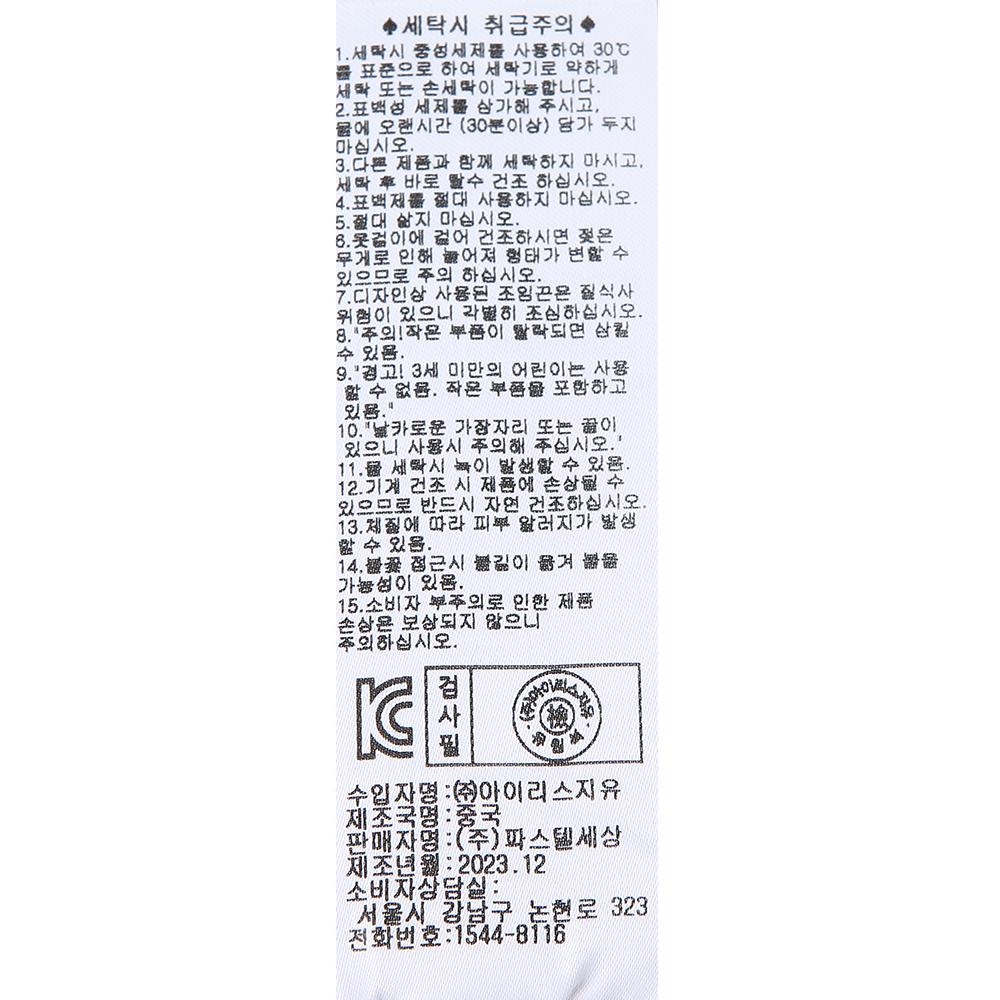 ♠세탁시 취급주의♠
1.세탁시 중성세제를 사용하여 30℃
를 표준으로 하여 세탁기로 약하게
세탁 또는 손세탁이 가능합니다.
2.표백성 세제를 삼가해 주시고,
물에 오랜시간 (30분이상) 담가 두지
마십시오.
3.다른 제품과 함께 세탁하지 마시고,
세탁 후 바로 탈수 건조 하십시오.
4.표백제를 절대 사용하지 마십시오.
5.절대 삶지 마십시오.
6.옷걸이에 걸어 건조하시면 젖은
무게로 인해 늘어져 형태가 변할 수
있으므로 주의 하십시오.
7.디자인상 사용된 조임끈은 질식사
위험이 있으니 각별히 조심하십시오.
8."주의!작은 부품이 탈락되면 삼킬
수 있음.
9."경고! 3세 미만의 어린이는 사용
할 수 없음. 작은 부품을 포함하고
있음."
10."날카로운 가장자리 또는 끝이
있으니 사용시 주의해 주십시오."
11.물 세탁시 녹이 발생할 수 있음.
12.기계 건조 시 제품에 손상될 수
있으므로 반드시 자연 건조하십시오.
13.체질에 따라 피부 알러지가 발생
할 수 있음.
14.불꽃 접근시 불길이 옮겨 붙을
가능성이 있음.
15.소비자 부주의로 인한 제품
손상은 보상되지 않으니
주의하십시오.
KC
검사필
(주)아이리스지유
檢
수입자명:(주)아이리스지유
제조국명:중국
판매자명:(주)파스텔세상
제조년월:2023.12
소비자상담실:
서울시 강남구 논현로 323
전화번호:1544-8116